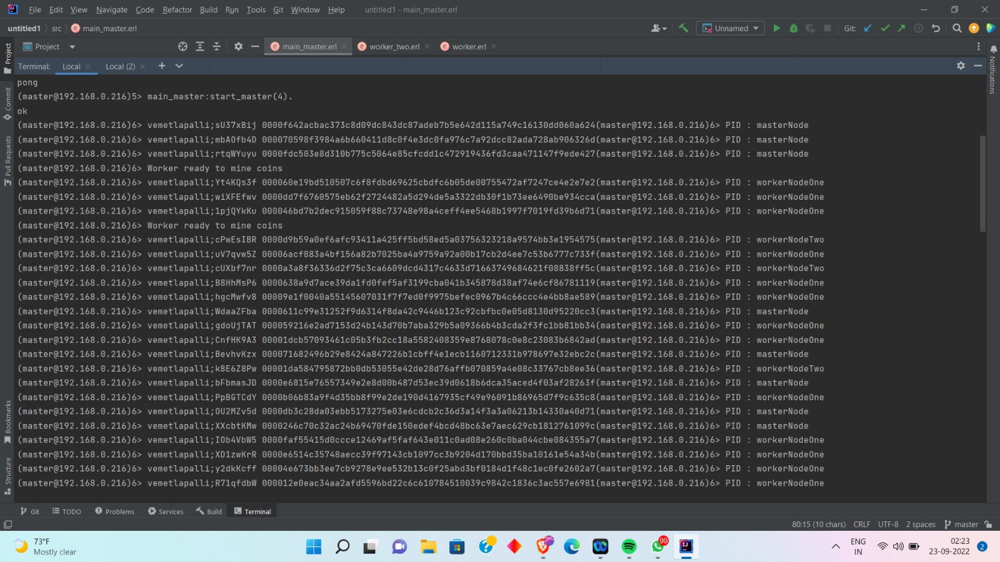 File Edit View Navigate Code Refactor Build Run Tools Git Window Help untitled1 - main_master.erl
untitled1 src main_master.erl Unnamed Git:
Project main_master.erl worker_two.erl worker.erl
Terminal: Local Local (2)
pong
(master@192.168.0.216)5> main_master:start_master(4).
ok
(master@192.168.0.216)6> vemetlapalli;sU37xBij 0000f642acbac373c8d09dc843dc87adeb7b5e642d115a749c16130dd060a624(master@192.168.0.216)6> PID : masterNode
(master@192.168.0.216)6> vemetlapalli;mbAOfb4D 000070598f3984a6b660411d8c0f4e3dc0fa976c7a92dcc82ada728ab906326d(master@192.168.0.216)6> PID : masterNode
(master@192.168.0.216)6> vemetlapalli;rtqWYuyu 0000fdc503e8d310b775c5064e85cfcdd1c472919436fd3caa471147f9ede427(master@192.168.0.216)6> PID : masterNode
(master@192.168.0.216)6> Worker ready to mine coins
(master@192.168.0.216)6> vemetlapalli;Yt4KQs3f 000060e19bd510507c6f8fdbd69625cbdfc6b05de00755472af7247ce4e2e7e2(master@192.168.0.216)6> PID : workerNodeOne
(master@192.168.0.216)6> vemetlapalli;wiXFEfwv 0000dd7f6760575eb62f2724482a5d294de5a3322db30f1b73ee6490be934cca(master@192.168.0.216)6> PID : workerNodeOne
(master@192.168.0.216)6> vemetlapalli;1pjQYkKu 000046bd7b2dec915059f88c73748e98a4ceff4ee5468b1997f7019fd39b6d71(master@192.168.0.216)6> PID : workerNodeOne
(master@192.168.0.216)6> Worker ready to mine coins
(master@192.168.0.216)6> vemetlapalli;cPwEsIBR 0000d9b59a0ef6afc93411a425ff5bd58ed5a03756323218a9574bb3e1954575(master@192.168.0.216)6> PID : workerNodeTwo
(master@192.168.0.216)6> vemetlapalli;uV7qvw5Z 00006acf883a4bf156a82b7025ba4a9759a92a00b17cb2d4ee7c53b6777c733f(master@192.168.0.216)6> PID : workerNodeOne
(master@192.168.0.216)6> vemetlapalli;cUXbf7nr 0000a3a8f36336d2f75c3ca6609dcd4317c4633d71663749684621f08838ff5c(master@192.168.0.216)6> PID : workerNodeTwo
(master@192.168.0.216)6> vemetlapalli;B8HhMsP6 0000638a9d7ace39da1fd0fef5af3199cba041b345878d38af74e6cf86781119(master@192.168.0.216)6> PID : workerNodeOne
(master@192.168.0.216)6> vemetlapalli;hgcMwfv8 00009e1f0040a55145607031f7f7ed0f9975befec0967b4c66ccc4e4bb8ae589(master@192.168.0.216)6> PID : workerNodeOne
(master@192.168.0.216)6> vemetlapalli;WdaaZFba 0000611c99e31252f9d6314f8da42c9446b123c92cbfbc0e05d8130d95220cc3(master@192.168.0.216)6> PID : masterNode
(master@192.168.0.216)6> vemetlapalli;gdoUjTAT 000059216e2ad7153d24b143d70b7aba329b5a09366b4b3cda2f3fc1bb81bb34(master@192.168.0.216)6> PID : workerNodeOne
(master@192.168.0.216)6> vemetlapalli;CnfHK9A3 00001dcb57093461c05b3fb2cc18a5582408359e8768078c0e8c23083b6842ad(master@192.168.0.216)6> PID : workerNodeOne
(master@192.168.0.216)6> vemetlapalli;BevhvKzx 000071682496b29e8424a847226b1cbff4e1ecb1160712331b978697e32ebc2c(master@192.168.0.216)6> PID : masterNode
(master@192.168.0.216)6> vemetlapalli;k8E6Z8Pw 00001da584795872bb0db53055e42de28d76affb070859a4e08c33767cb8ee36(master@192.168.0.216)6> PID : workerNodeTwo
(master@192.168.0.216)6> vemetlapalli;bFbmasJD 0000e6815e76557349e2e8d00b487d53ec39d0618b6dca35aced4f03af28263f(master@192.168.0.216)6> PID : masterNode
(master@192.168.0.216)6> vemetlapalli;PpBGTCdY 0000b06b83a9f4d35bb8f99e2de190d4167935cf49e96091b86965d7f9c635c8(master@192.168.0.216)6> PID : workerNodeOne
(master@192.168.0.216)6> vemetlapalli;OU2MZv5d 0000db3c28da03ebb5173275e03e6cdcb2c36d3a14f3a3a06213b14330a40d71(master@192.168.0.216)6> PID : masterNode
(master@192.168.0.216)6> vemetlapalli;XXcbtKMw 0000246c70c32ac24b69470fde150edef4bcd48bc63e7aec629cb1812761099c(master@192.168.0.216)6> PID : masterNode
(master@192.168.0.216)6> vemetlapalli;IOb4VbW5 0000faf55415d0ccce12469af5faf643e011c0ad08e260c0ba044cbe084355a7(master@192.168.0.216)6> PID : workerNodeOne
(master@192.168.0.216)6> vemetlapalli;XD1zwKrR 0000e6514c35748aecc39f97143cb1097cc3b9204d170bbd35ba10161e54a34b(master@192.168.0.216)6> PID : workerNodeOne
(master@192.168.0.216)6> vemetlapalli;y2dkKcff 00004e673bb3ee7cb9278e9ee532b13c0f25abd3bf0184d1f48c1ec0fe2602a7(master@192.168.0.216)6> PID : workerNodeOne
(master@192.168.0.216)6> vemetlapalli;R71qfdbW 000012e0eac34aa2afd5596bd22c6c610784510039c9842c1836c3ac557e6981(master@192.168.0.216)6> PID : workerNodeOne
Project
Commit
Pull Requests
Bookmarks
Structure
Notifications
Git TODO Problems Services Build Terminal
80:15 (10 chars) CRLF UTF-8 2 spaces master
73°F
Mostly clear
99
ENG
IN
02:23
23-09-2022
2